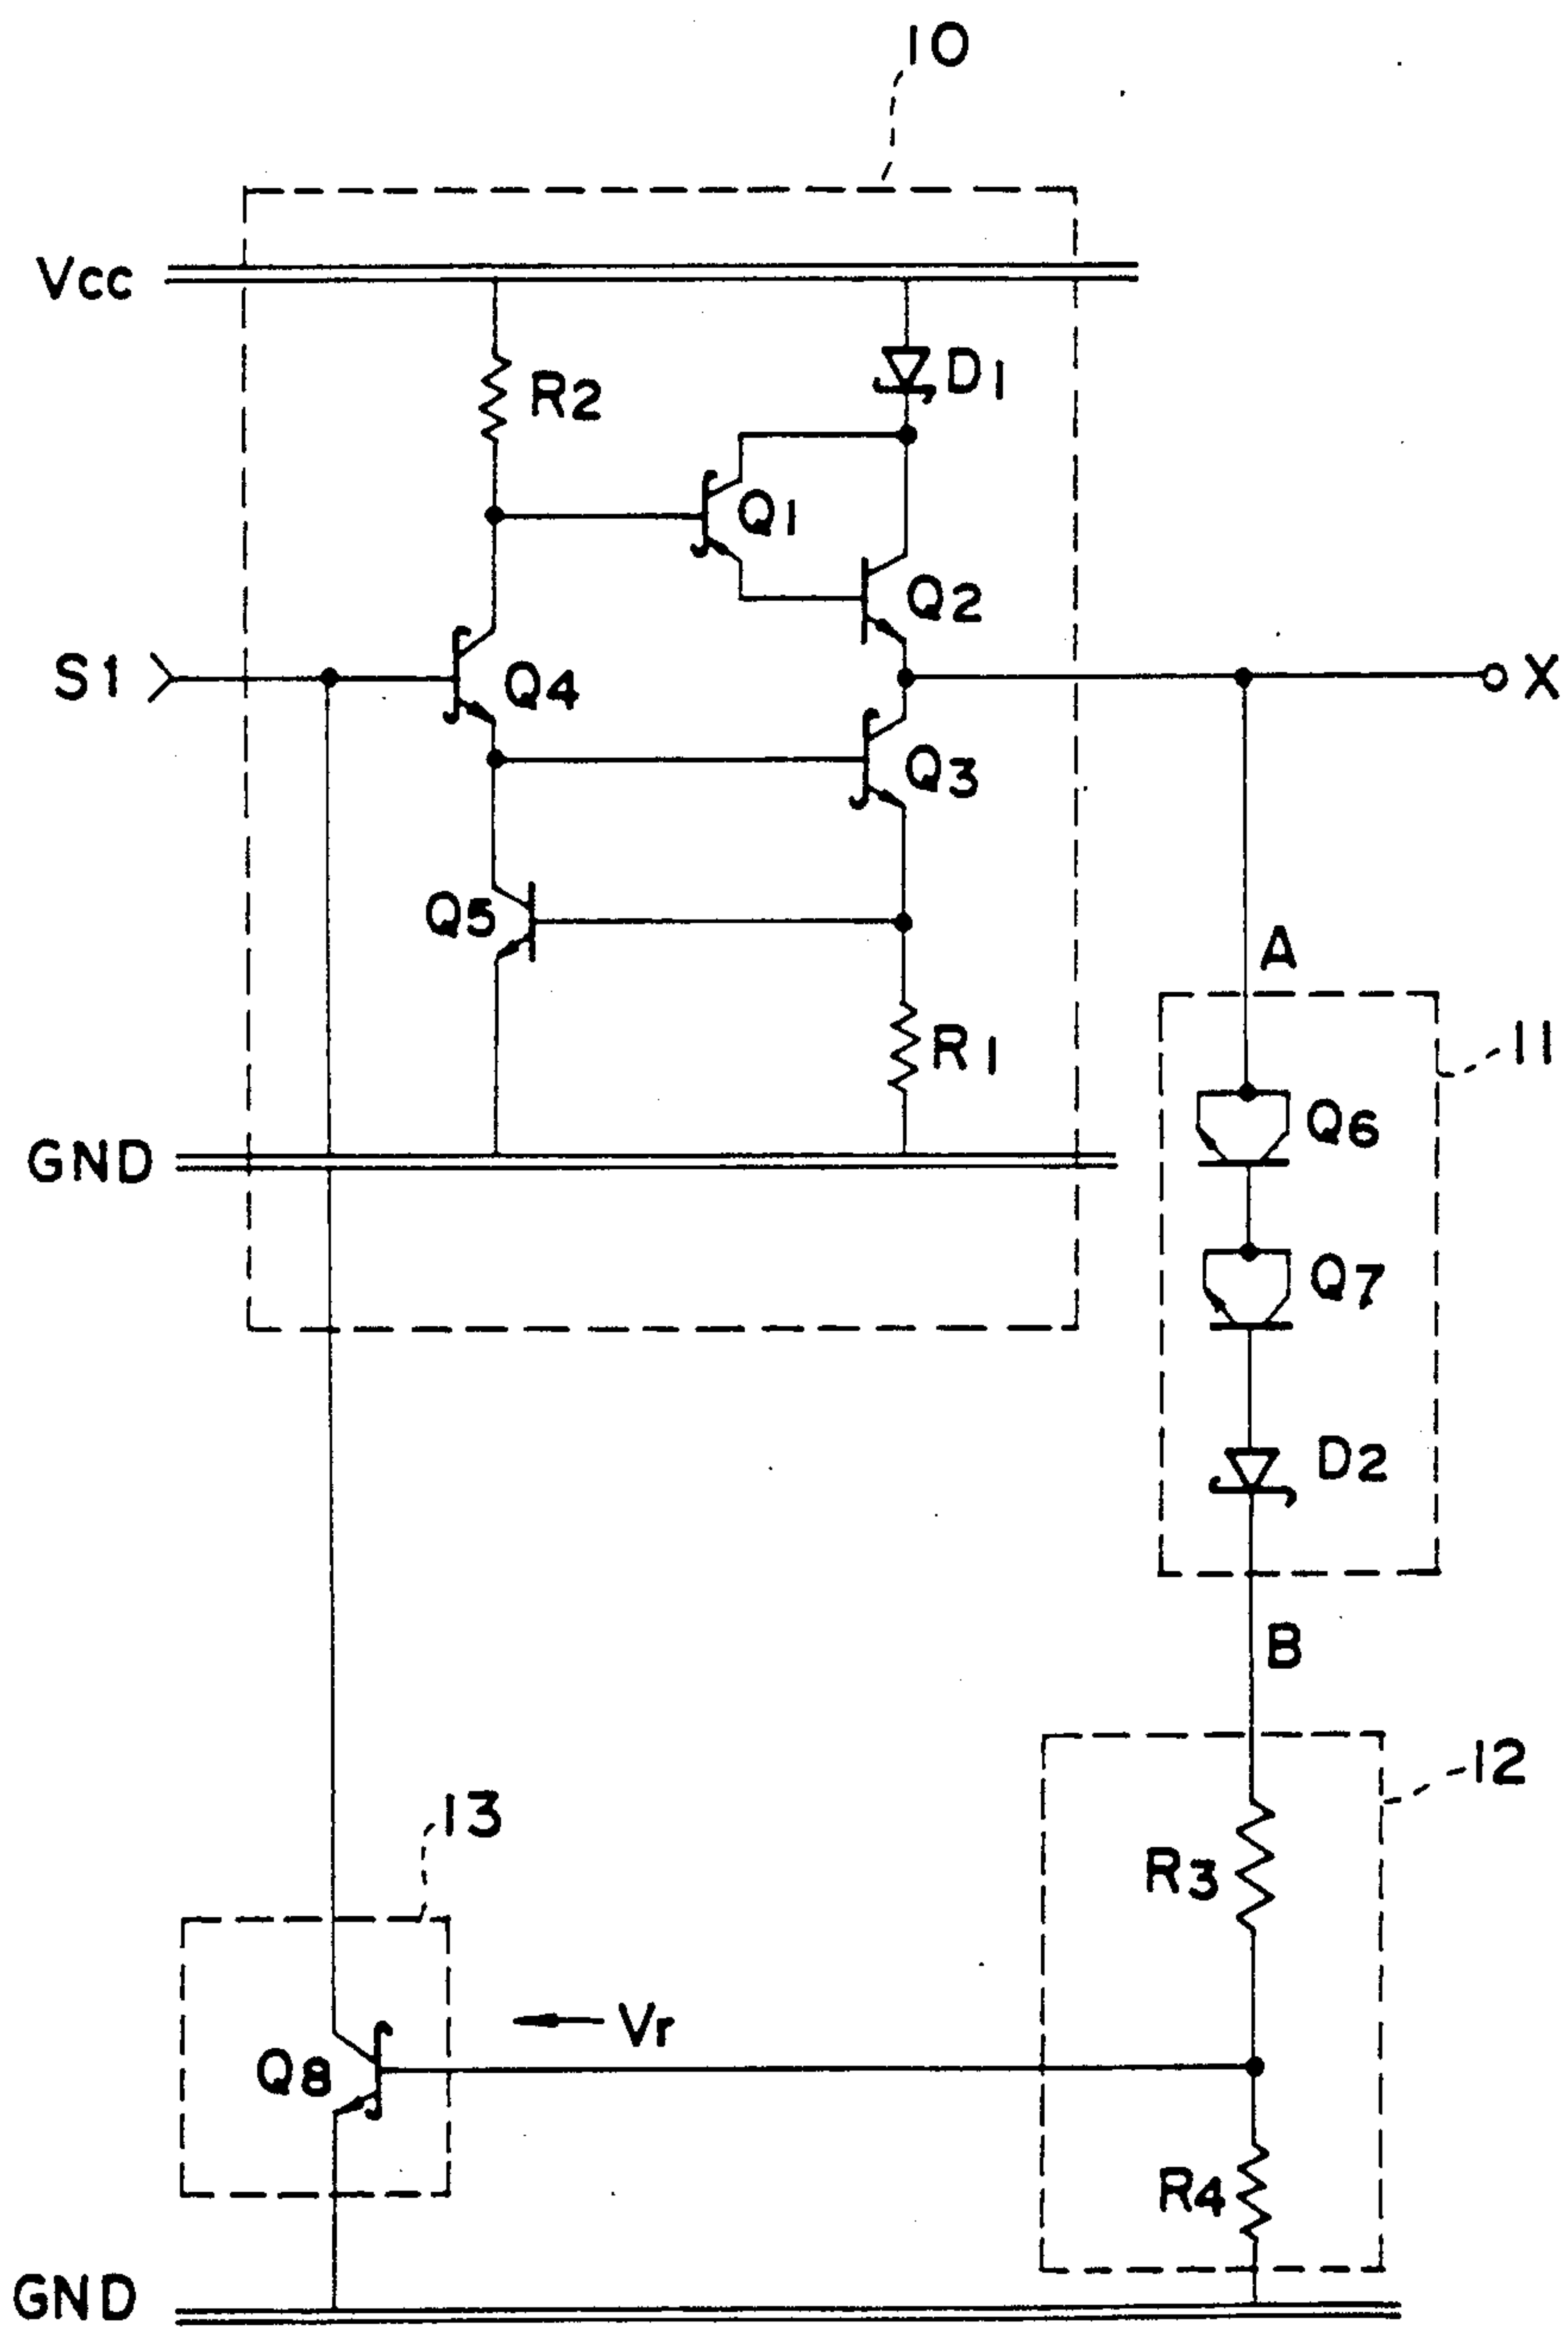 10
Vcc
R2
D1
Q1
Q2
S1
Q4
X
Q3
Q5
A
R1
11
GND
Q6
Q7
D2
B
12
13
R3
Vr
Q8
R4
GND